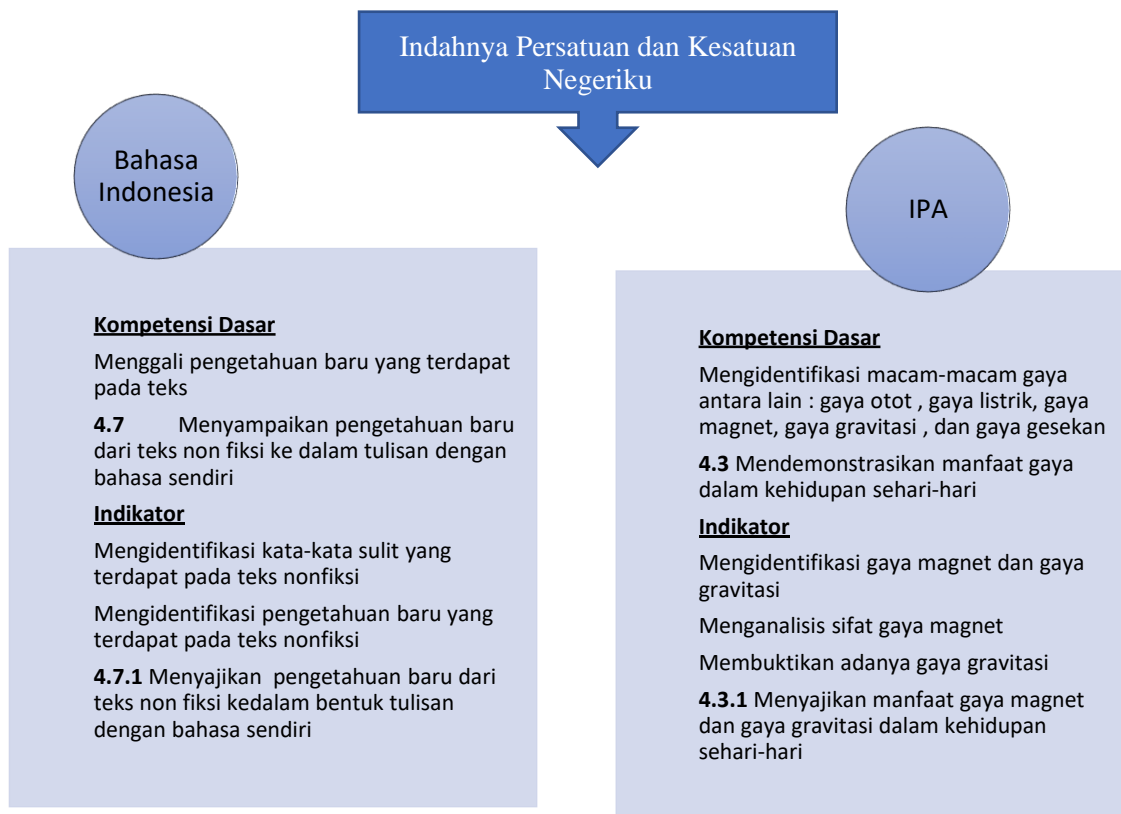 Indahnya Persatuan dan Kesatuan
Negeriku
Bahasa
Indonesia
Kompetensi Dasar
Menggali pengetahuan baru yang terdapat
pada teks
4.7 Menyampaikan pengetahuan baru
dari teks non fiksi ke dalam tulisan dengan
bahasa sendiri
Indikator
Mengidentifikasi kata-kata sulit yang
terdapat pada teks nonfiksi
Mengidentifikasi pengetahuan baru yang
terdapat pada teks nonfiksi
4.7.1 Menyajikan pengetahuan baru dari
teks non fiksi kedalam bentuk tulisan
dengan bahasa sendiri
IPA
Kompetensi Dasar
Mengidentifikasi macam-macam gaya
antara lain : gaya otot , gaya listrik, gaya
magnet, gaya gravitasi , dan gaya gesekan
4.3 Mendemonstrasikan manfaat gaya
dalam kehidupan sehari-hari
Indikator
Mengidentifikasi gaya magnet dan gaya
gravitasi
Menganalisis sifat gaya magnet
Membuktikan adanya gaya gravitasi
4.3.1 Menyajikan manfaat gaya magnet
dan gaya gravitasi dalam kehidupan
sehari-hari